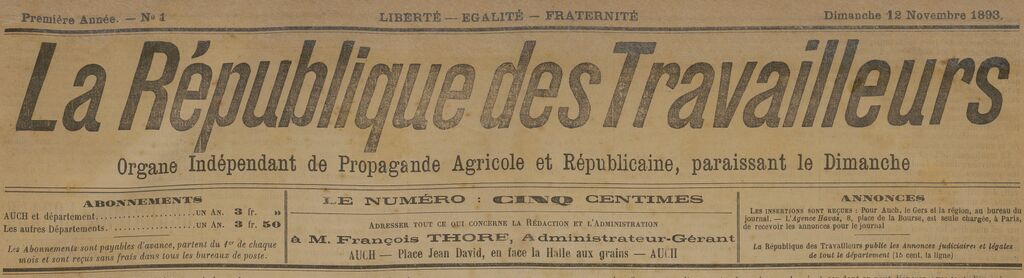 Première Année. — No 1
LIBERTÉ — EGALITÉ — FRATERNITÉ
Dimanche 12 Novembre 1893.
La République des Travailleurs
Organe Indépendant de Propagande Agricole et Républicaine, paraissant le Dimanche
ABONNEMENTS
AUCH et département..................UN AN. 3 fr. »
Les autres Départements. .............UN AN. 3 fr. 50
Les Abonnements sont payables d'avance, partent du 1er de chaque
mois et sont reçus sans frais dans tous les bureaux de poste.
LE NUMÉRO : CINQ CENTIMES
ADRESSER TOUT CE QUI CONCERNE LA RÉDACTION ET L'ADMINISTRATION
à M. François THORE, Administrateur-Gérant
AUCH — Place Jean David, en face la Halle aux grains — AUCH
ANNONCES
LES INSERTIONS SONT REÇUES : Pour Auch, le Gers et la région, au bureau du
journal. — L'Agence Havas, 8, place de la Bourse, est seule chargée, à Paris,
de recevoir les annonces pour le journal
La République des Travailleurs publie les Annonces judiciaires et légales
de tout le département (15 cent. la ligne)